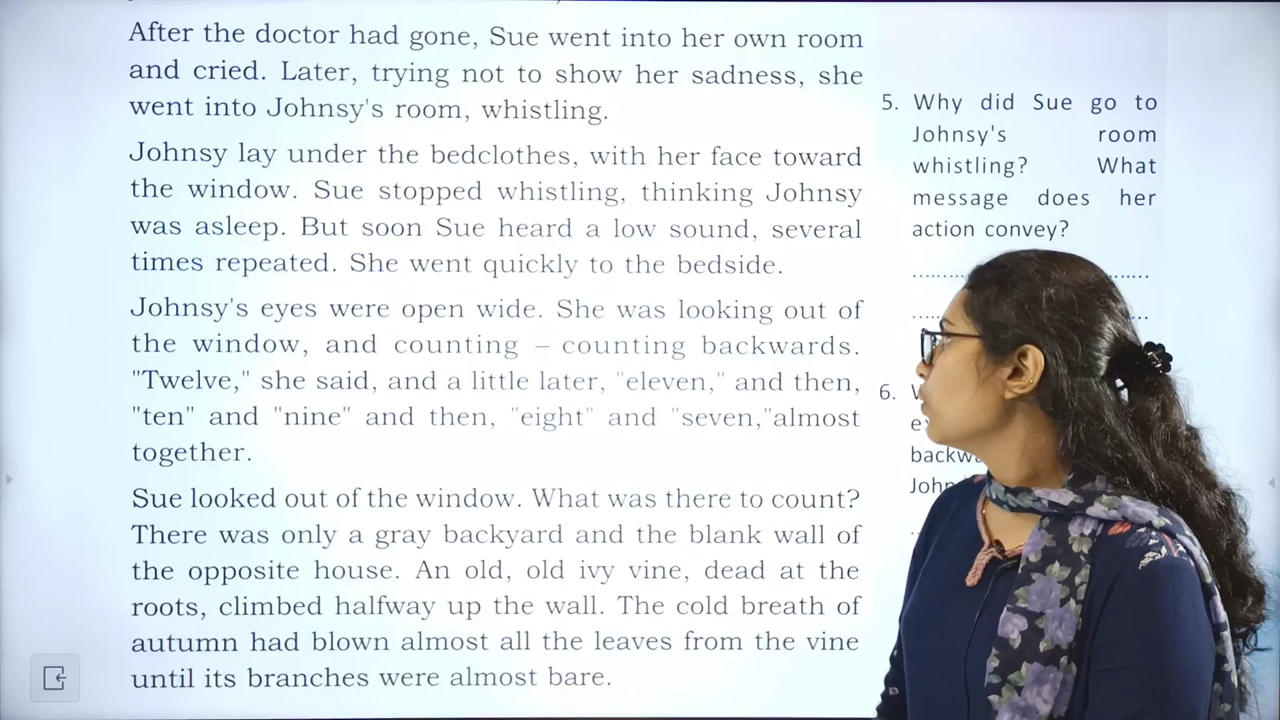 After the doctor had gone, Sue went into her own room
and cried. Later, trying not to show her sadness, she
went into Johnsy's room, whistling.
Johnsy lay under the bedclothes, with her face toward
the window. Sue stopped whistling, thinking Johnsy
was asleep. But soon Sue heard a low sound, several
times repeated. She went quickly to the bedside.
Johnsy's eyes were open wide. She was looking out of
the window, and counting – counting backwards.
"Twelve," she said, and a little later, "eleven," and then,
"ten" and "nine" and then, "eight" and "seven,"almost
together.
Sue looked out of the window. What was there to count?
There was only a gray backyard and the blank wall of
the opposite house. An old, old ivy vine, dead at the
roots, climbed halfway up the wall. The cold breath of
autumn had blown almost all the leaves from the vine
until its branches were almost bare.
5. Why did Sue go to
Johnsy's room
whistling? What
message does her
action convey?
6.